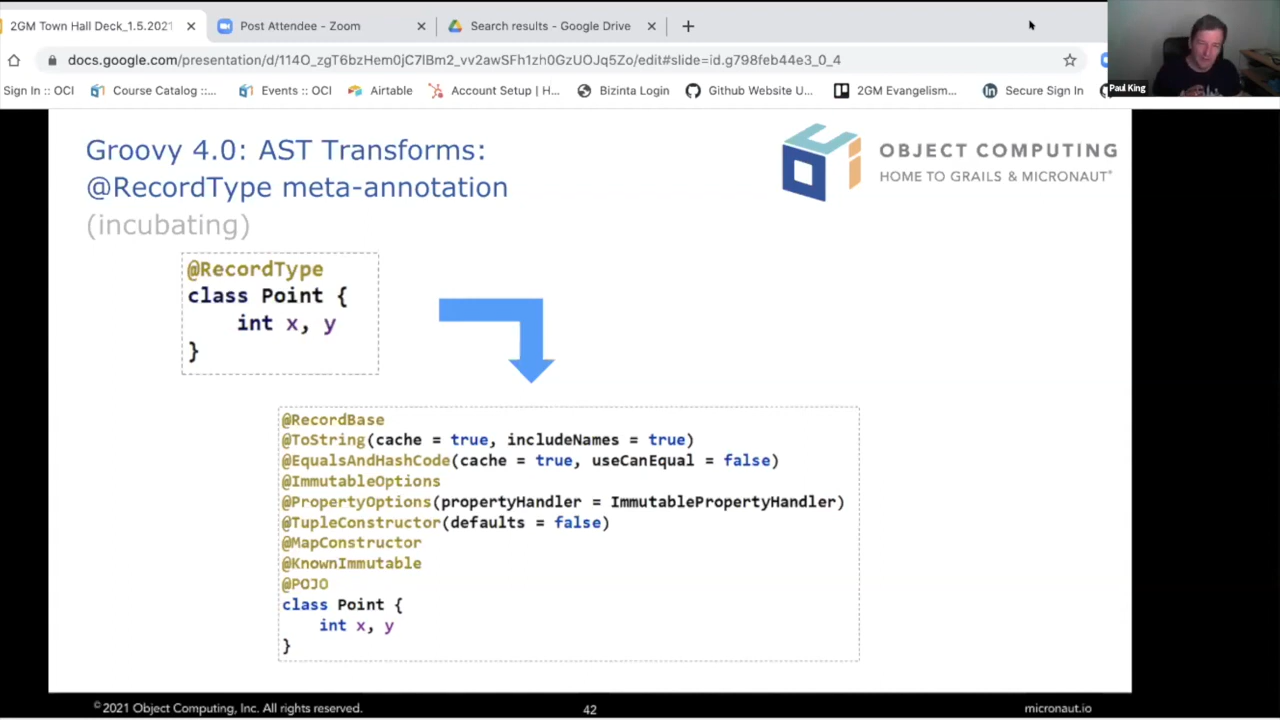 2GM Town Hall Deck_1.5.2021
Post Attendee - Zoom
Search results - Google Drive
docs.google.com/presentation/d/114O_zgT6bzHem0jC7lBm2_vv2awSFh1zh0GzUOJq5Zo/edit#slide=id.g798feb44e3_0_4
Sign In :: OCI
Course Catalog ::...
Events :: OCI
Airtable
Account Setup | H...
Bizinta Login
Github Website U...
2GM Evangelism...
Secure Sign In
Paul King
Groovy 4.0: AST Transforms:
@RecordType meta-annotation
(incubating)
OBJECT COMPUTING
HOME TO GRAILS & MICRONAUT®
@RecordType
class Point {
    int x, y
}
@RecordBase
@ToString(cache = true, includeNames = true)
@EqualsAndHashCode(cache = true, useCanEqual = false)
@ImmutableOptions
@PropertyOptions(propertyHandler = ImmutablePropertyHandler)
@TupleConstructor(defaults = false)
@MapConstructor
@KnownImmutable
@POJO
class Point {
    int x, y
}
© 2021 Object Computing, Inc. All rights reserved.
42
micronaut.io